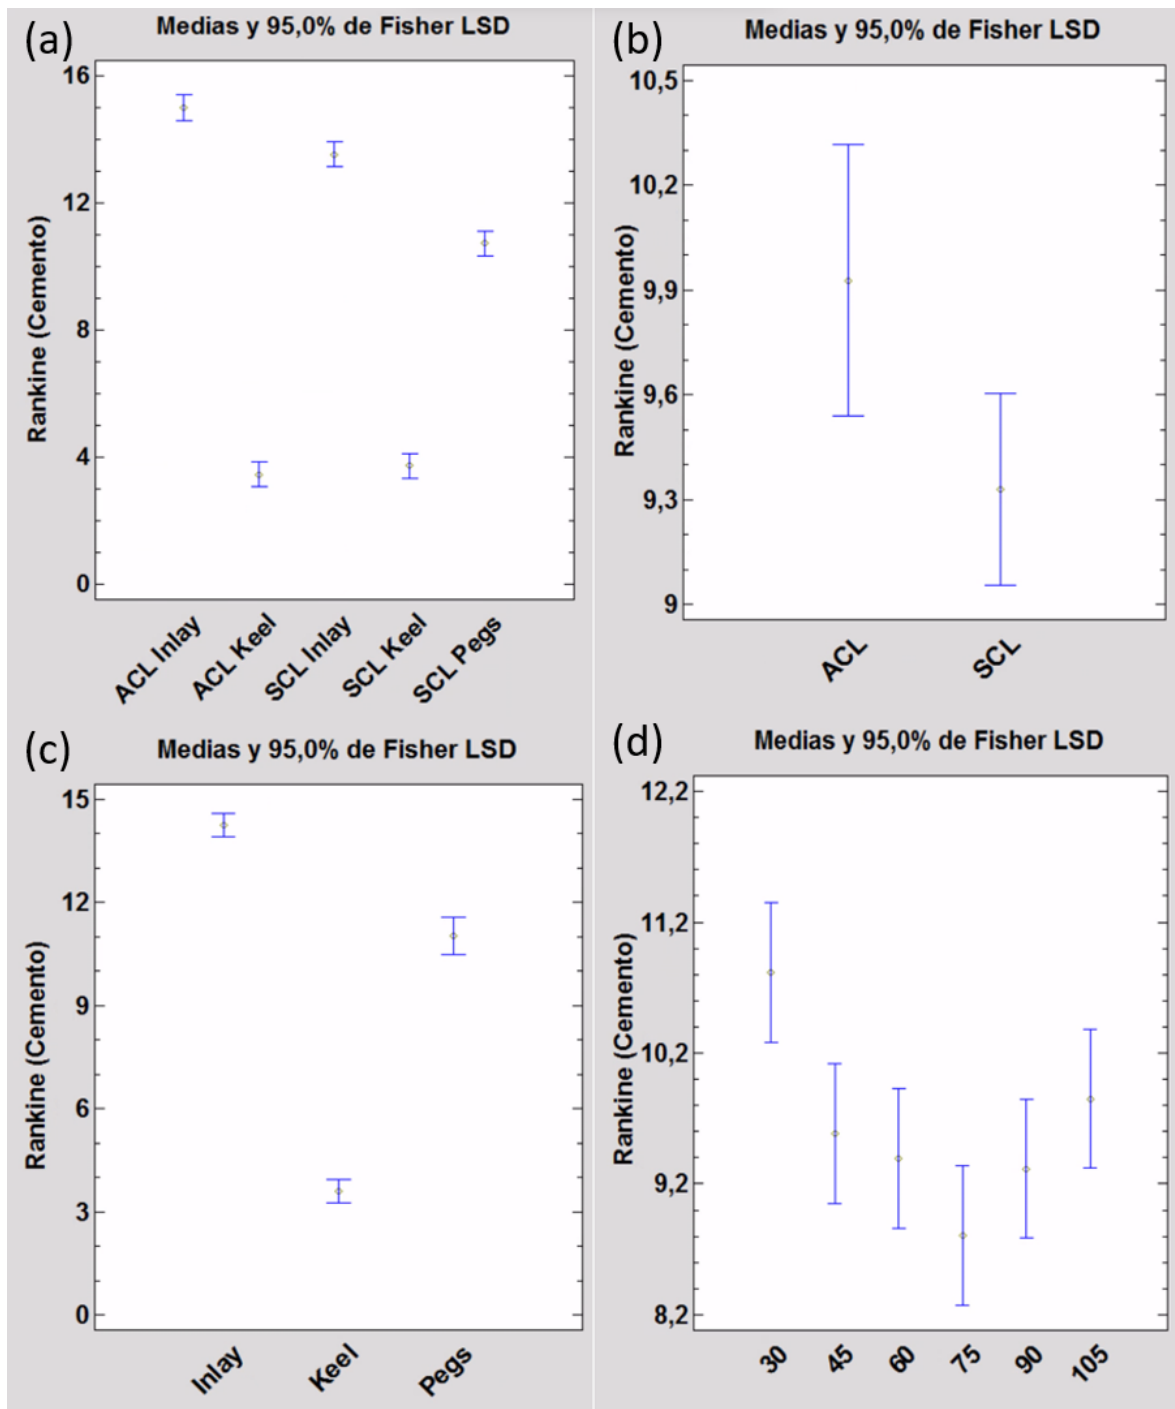 (a)
Medias y 95,0% de Fisher LSD
Rankine (Cemento)
16
12
8
4
0
ACL Inlay
ACL Keel
SCL Inlay
SCL Keel
SCL Pegs
(b)
Medias y 95,0% de Fisher LSD
Rankine (Cemento)
10,5
10,2
9,9
9,6
9,3
9
ACL
SCL
(c)
Medias y 95,0% de Fisher LSD
Rankine (Cemento)
15
12
9
6
3
0
Inlay
Keel
Pegs
(d)
Medias y 95,0% de Fisher LSD
Rankine (Cemento)
12,2
11,2
10,2
9,2
8,2
30
45
60
75
90
105